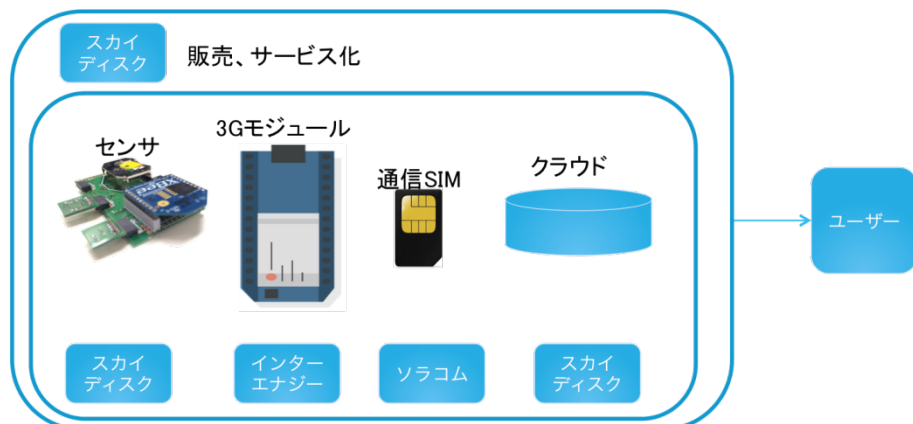 スカイ
ディスク
販売、サービス化
センサ
3Gモジュール
通信SIM
クラウド
XBee
ユーザー
スカイ
ディスク
インター
エナジー
ソラコム
スカイ
ディスク